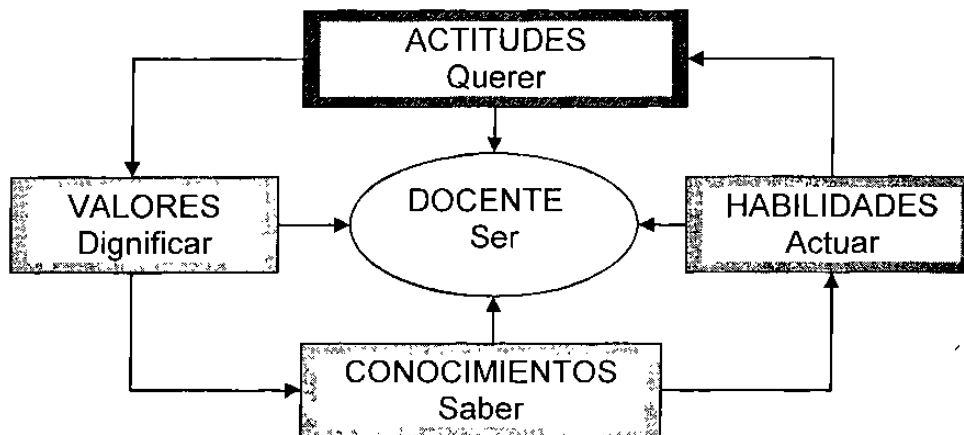 ACTITUDES
Querer
VALORES
Dignificar
DOCENTE
Ser
HABILIDADES
Actuar
CONOCIMIENTOS
Saber